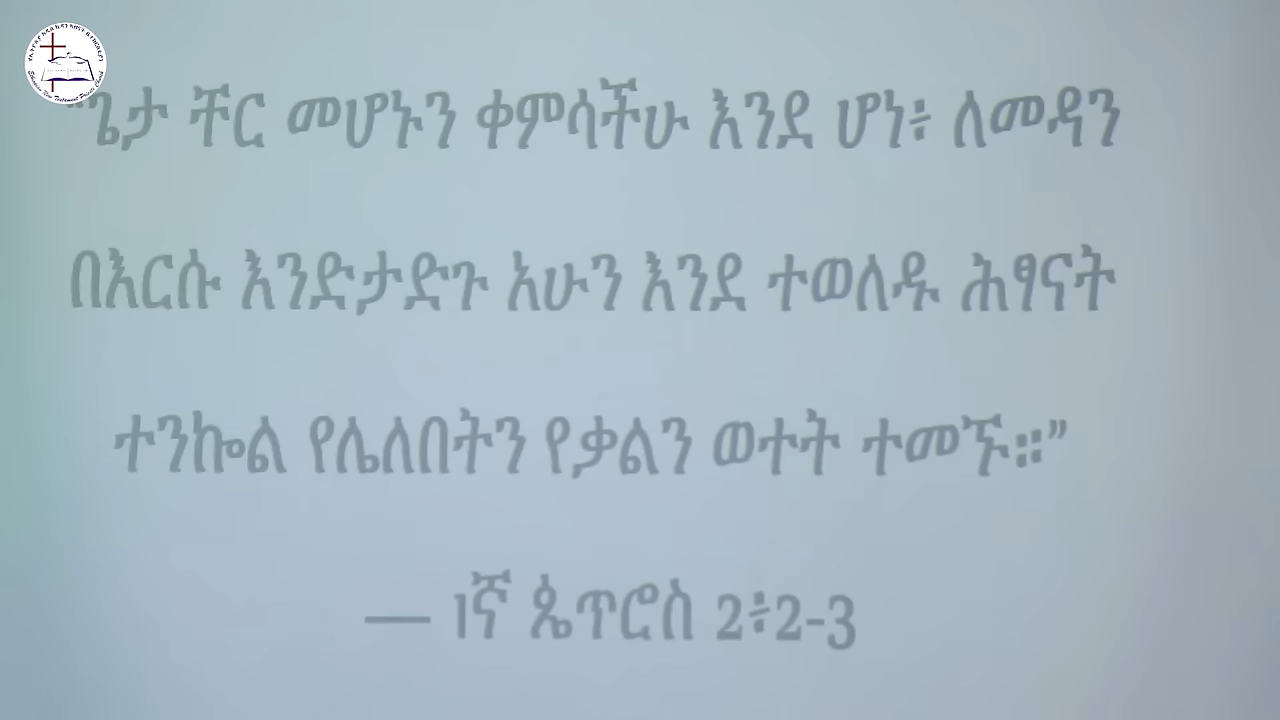 “ጌታ ቸር መሆኑን ቀምሳችሁ እንደ ሆነ፥ ለመዳን
በእርሱ እንድታድጉ አሁን እንደ ተወለዱ ሕፃናት
ተንኰል የሌለበትን የቃልን ወተት ተመኙ።”
— 1ኛ ጴጥሮስ 2፥2-3